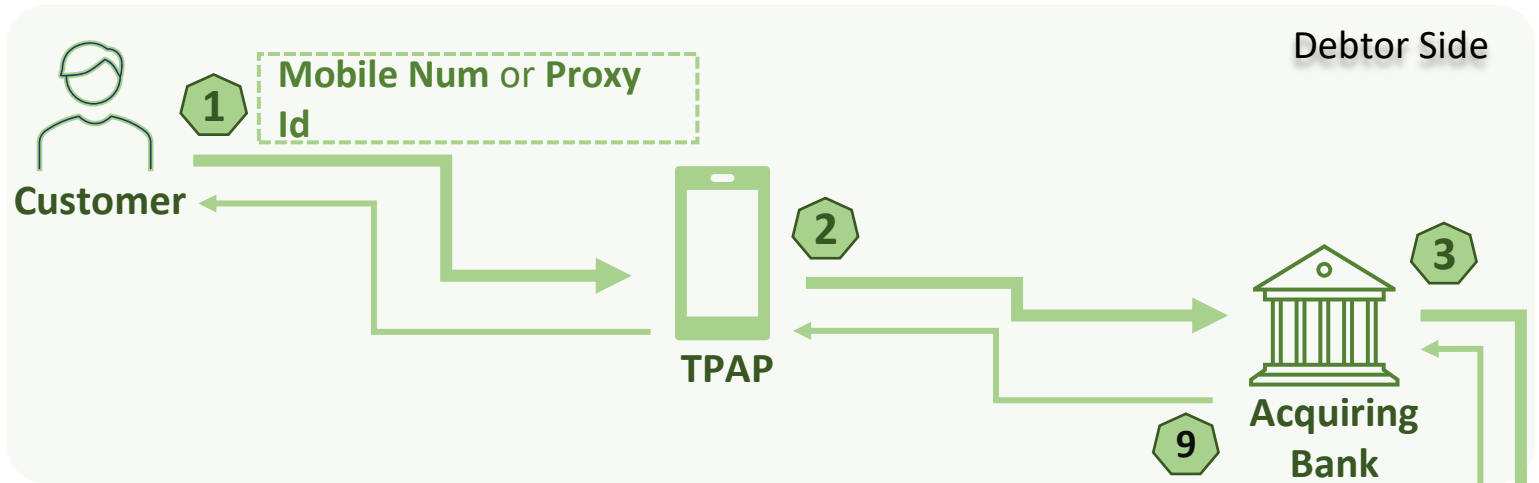 Debtor Side
1
Mobile Num or Proxy
Id
Customer
2
TPAP
3
Acquiring
Bank
9